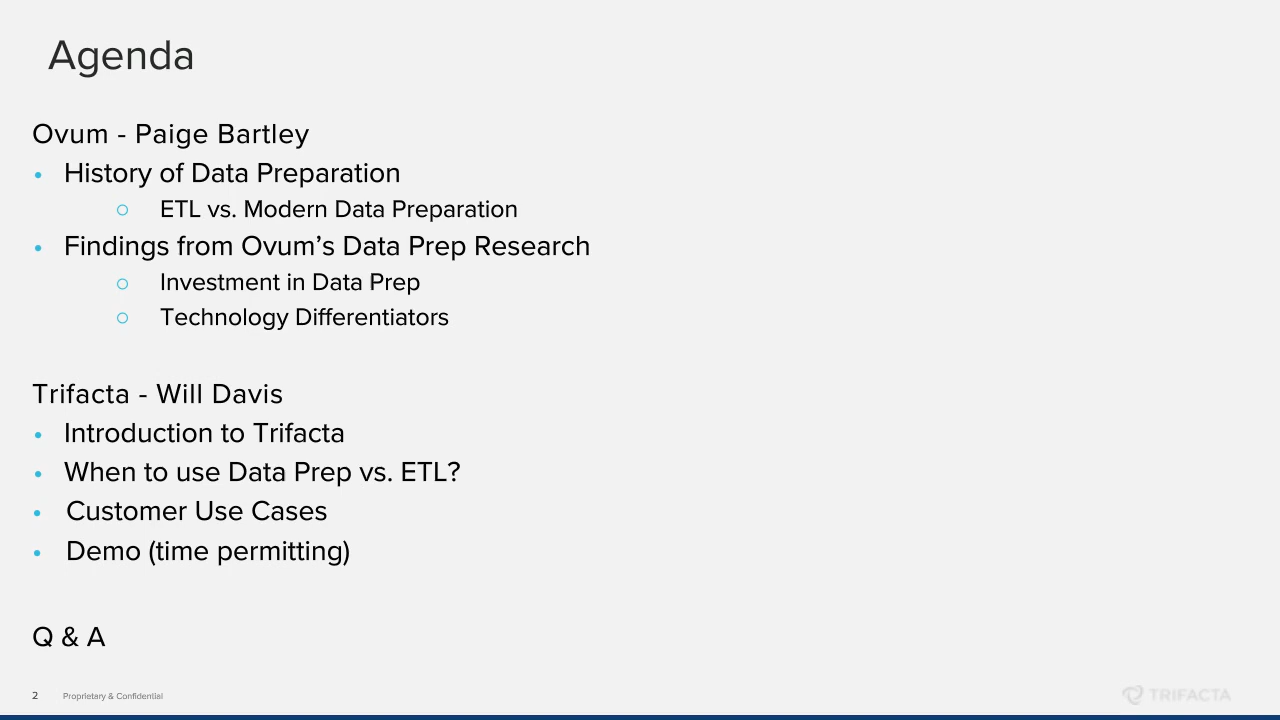 Agenda
Ovum - Paige Bartley
• History of Data Preparation
○ ETL vs. Modern Data Preparation
• Findings from Ovum’s Data Prep Research
○ Investment in Data Prep
○ Technology Differentiators
Trifacta - Will Davis
• Introduction to Trifacta
• When to use Data Prep vs. ETL?
• Customer Use Cases
• Demo (time permitting)
Q & A
2 Proprietary & Confidential
TRIFACTA